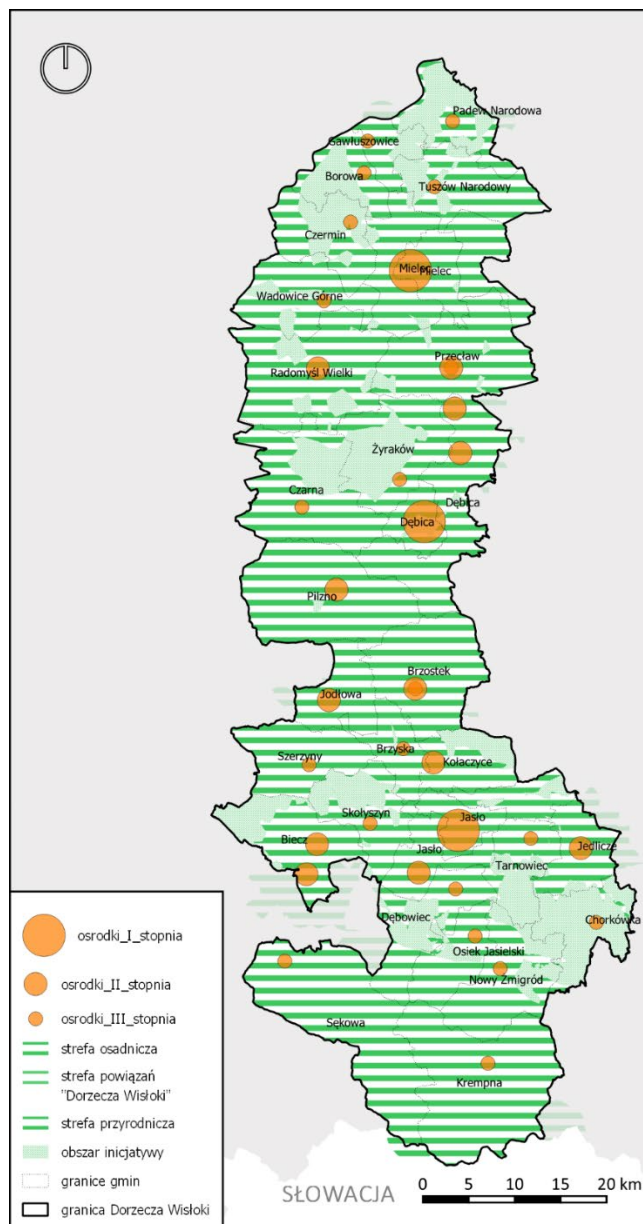 Padew Narodowa
Gawłuszowice
Borowa
Tuszów Narodowy
Czermin
Mielec
Mielec
Wadowice Górne
Przecław
Radomyśl Wielki
Żyraków
Czarna
Dębica
Dębica
Pilzno
Brzostek
Jodłowa
Brzyska
Szerzyny
Kołaczyce
Skołyszyn
Jasło
Biecz
Jasło
Jedlicze
Tarnowiec
Dębowiec
Chorkówka
Osiek Jasielski
Nowy Żmigród
Sękowa
Krempna
osrodki_I_stopnia
osrodki_II_stopnia
osrodki_III_stopnia
strefa osadnicza
strefa powiązań
"Dorzecza Wisłoki"
strefa przyrodnicza
obszar inicjatywy
granice gmin
granica Dorzecza Wisłoki
SŁOWACJA
0 5 10 15 20 km